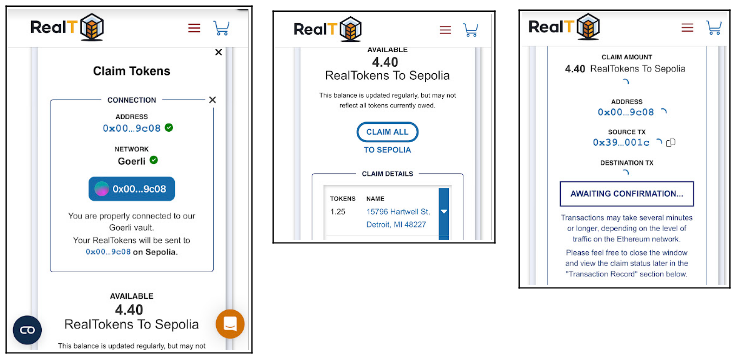 RealT
Claim Tokens
CONNECTION
ADDRESS
0x00...9c08
NETWORK
Goerli
0x00...9c08
You are properly connected to our
Goerli vault.
Your RealTokens will be sent to
0x00...9c08 on Sepolia.
AVAILABLE
4.40
RealTokens To Sepolia
This balance is updated regularly, but may not
RealT
AVAILABLE
4.40
RealTokens To Sepolia
This balance is updated regularly, but may not
reflect all tokens currently owed.
CLAIM ALL
TO SEPOLIA
CLAIM DETAILS
TOKENS NAME
1.25 15796 Hartwell St,
Detroit, MI 48227
RealT
CLAIM AMOUNT
4.40 RealTokens To Sepolia
ADDRESS
0x00...9c08
SOURCE TX
0x39...001c
DESTINATION TX
AWAITING CONFIRMATION...
Transactions may take several minutes
or longer, depending on the level of
traffic on the Ethereum network.
Please feel free to close the window
and view the claim status later in the
"Transaction Record" section below.